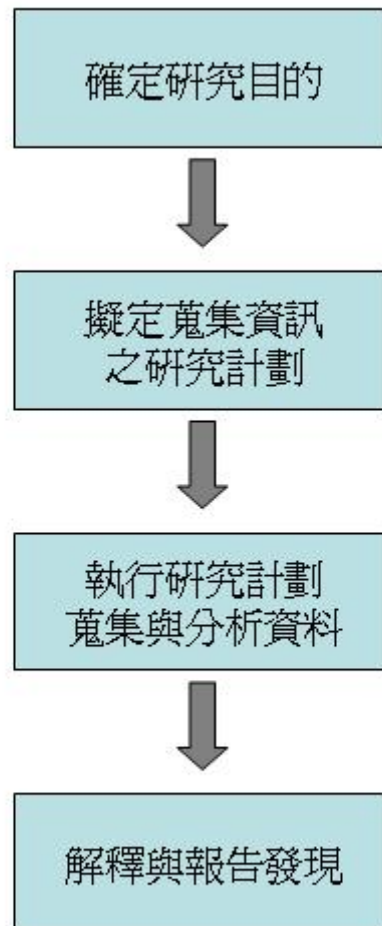 確定研究目的
擬定蒐集資訊
之研究計劃
執行研究計劃
蒐集與分析資料
解釋與報告發現